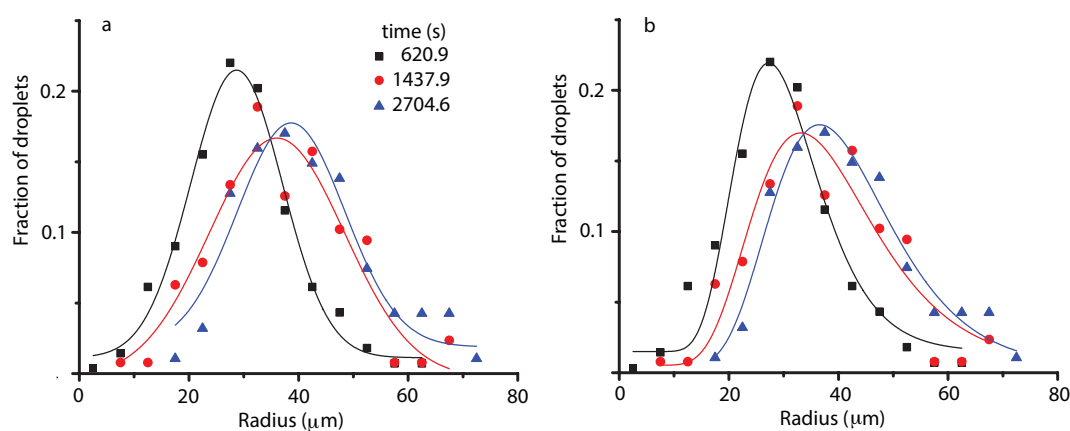 a
time (s)
620.9
1437.9
2704.6
Fraction of droplets
0.2
0.1
0
20
40
60
80
Radius (μm)
b
Fraction of droplets
0.2
0.1
0
20
40
60
80
Radius (μm)